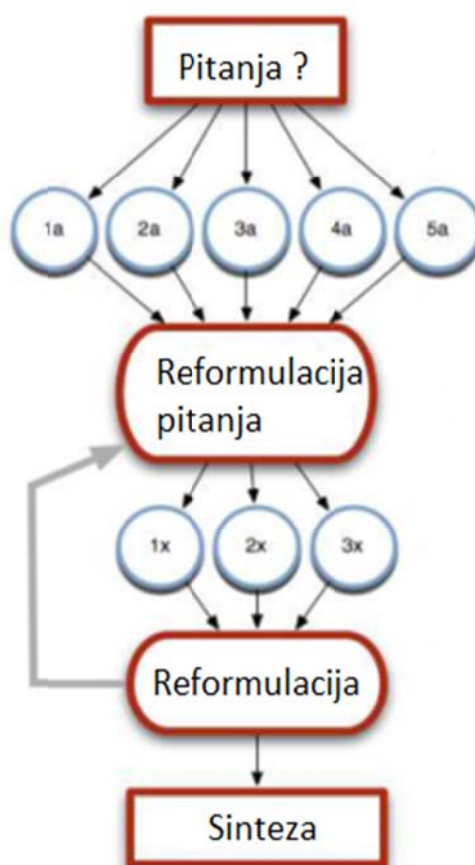 Pitanja ?
1a 2a 3a 4a 5a
Reformulacija
pitanja
1x 2x 3x
Reformulacija
Sinteza